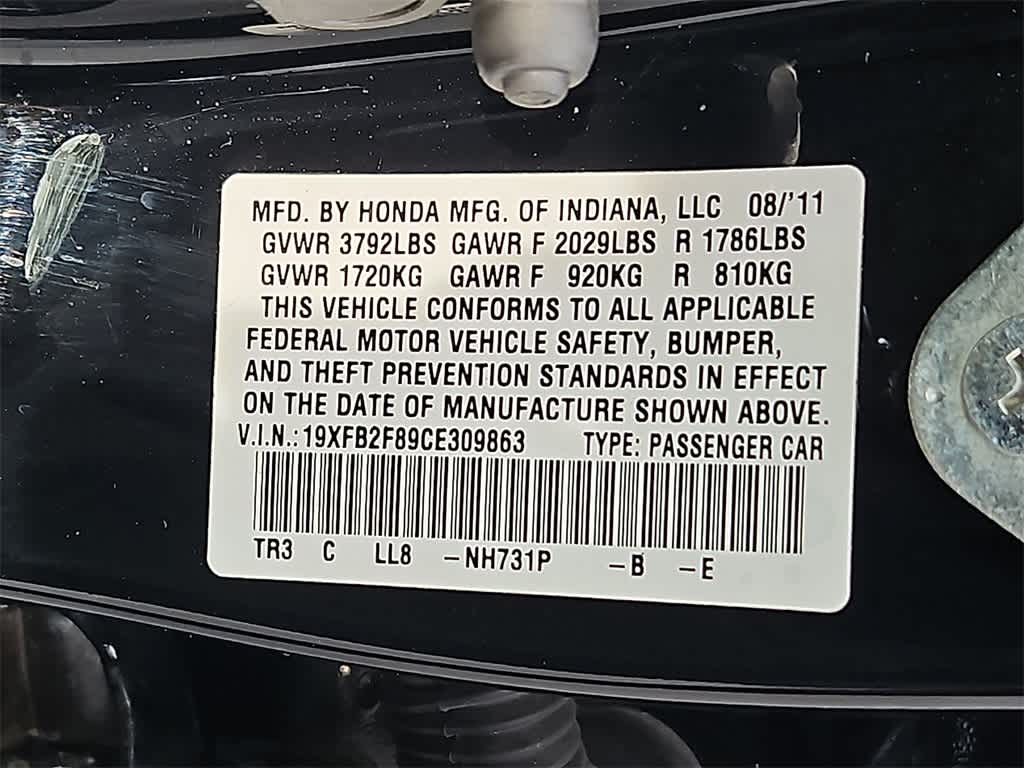 MFD. BY HONDA MFG. OF INDIANA, LLC 08/'11
GVWR 3792LBS GAWR F 2029LBS R 1786LBS
GVWR 1720KG GAWR F 920KG R 810KG
THIS VEHICLE CONFORMS TO ALL APPLICABLE
FEDERAL MOTOR VEHICLE SAFETY, BUMPER,
AND THEFT PREVENTION STANDARDS IN EFFECT
ON THE DATE OF MANUFACTURE SHOWN ABOVE.
V.I.N.:19XFB2F89CE309863 TYPE: PASSENGER CAR
TR3 C LL8 –NH731P –B –E